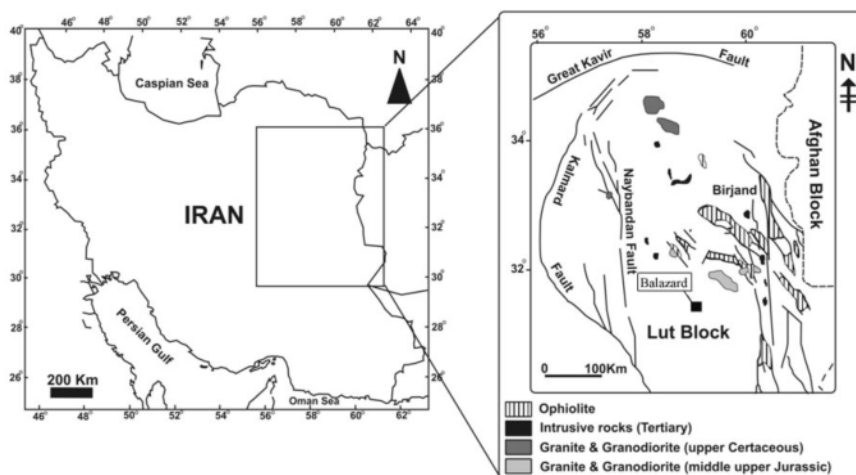 46 48 50 52 54 56 58 60 62 64
40
38
36
34
32
30
28
26
25
40
38
36
34
32
30
28
26
25
Caspian Sea
N
IRAN
Persian Gulf
Oman Sea
200 Km
46 48 50 52 54 56 58 60 62 64
56 58 60
34
32
N
Great Kavir Fault
Kalmard Fault
Naybandan Fault
Birjand
Afghan Block
Balazard
Lut Block
0 100Km
Ophiolite
Intrusive rocks (Tertiary)
Granite & Granodiorite (upper Certaceous)
Granite & Granodiorite (middle upper Jurassic)